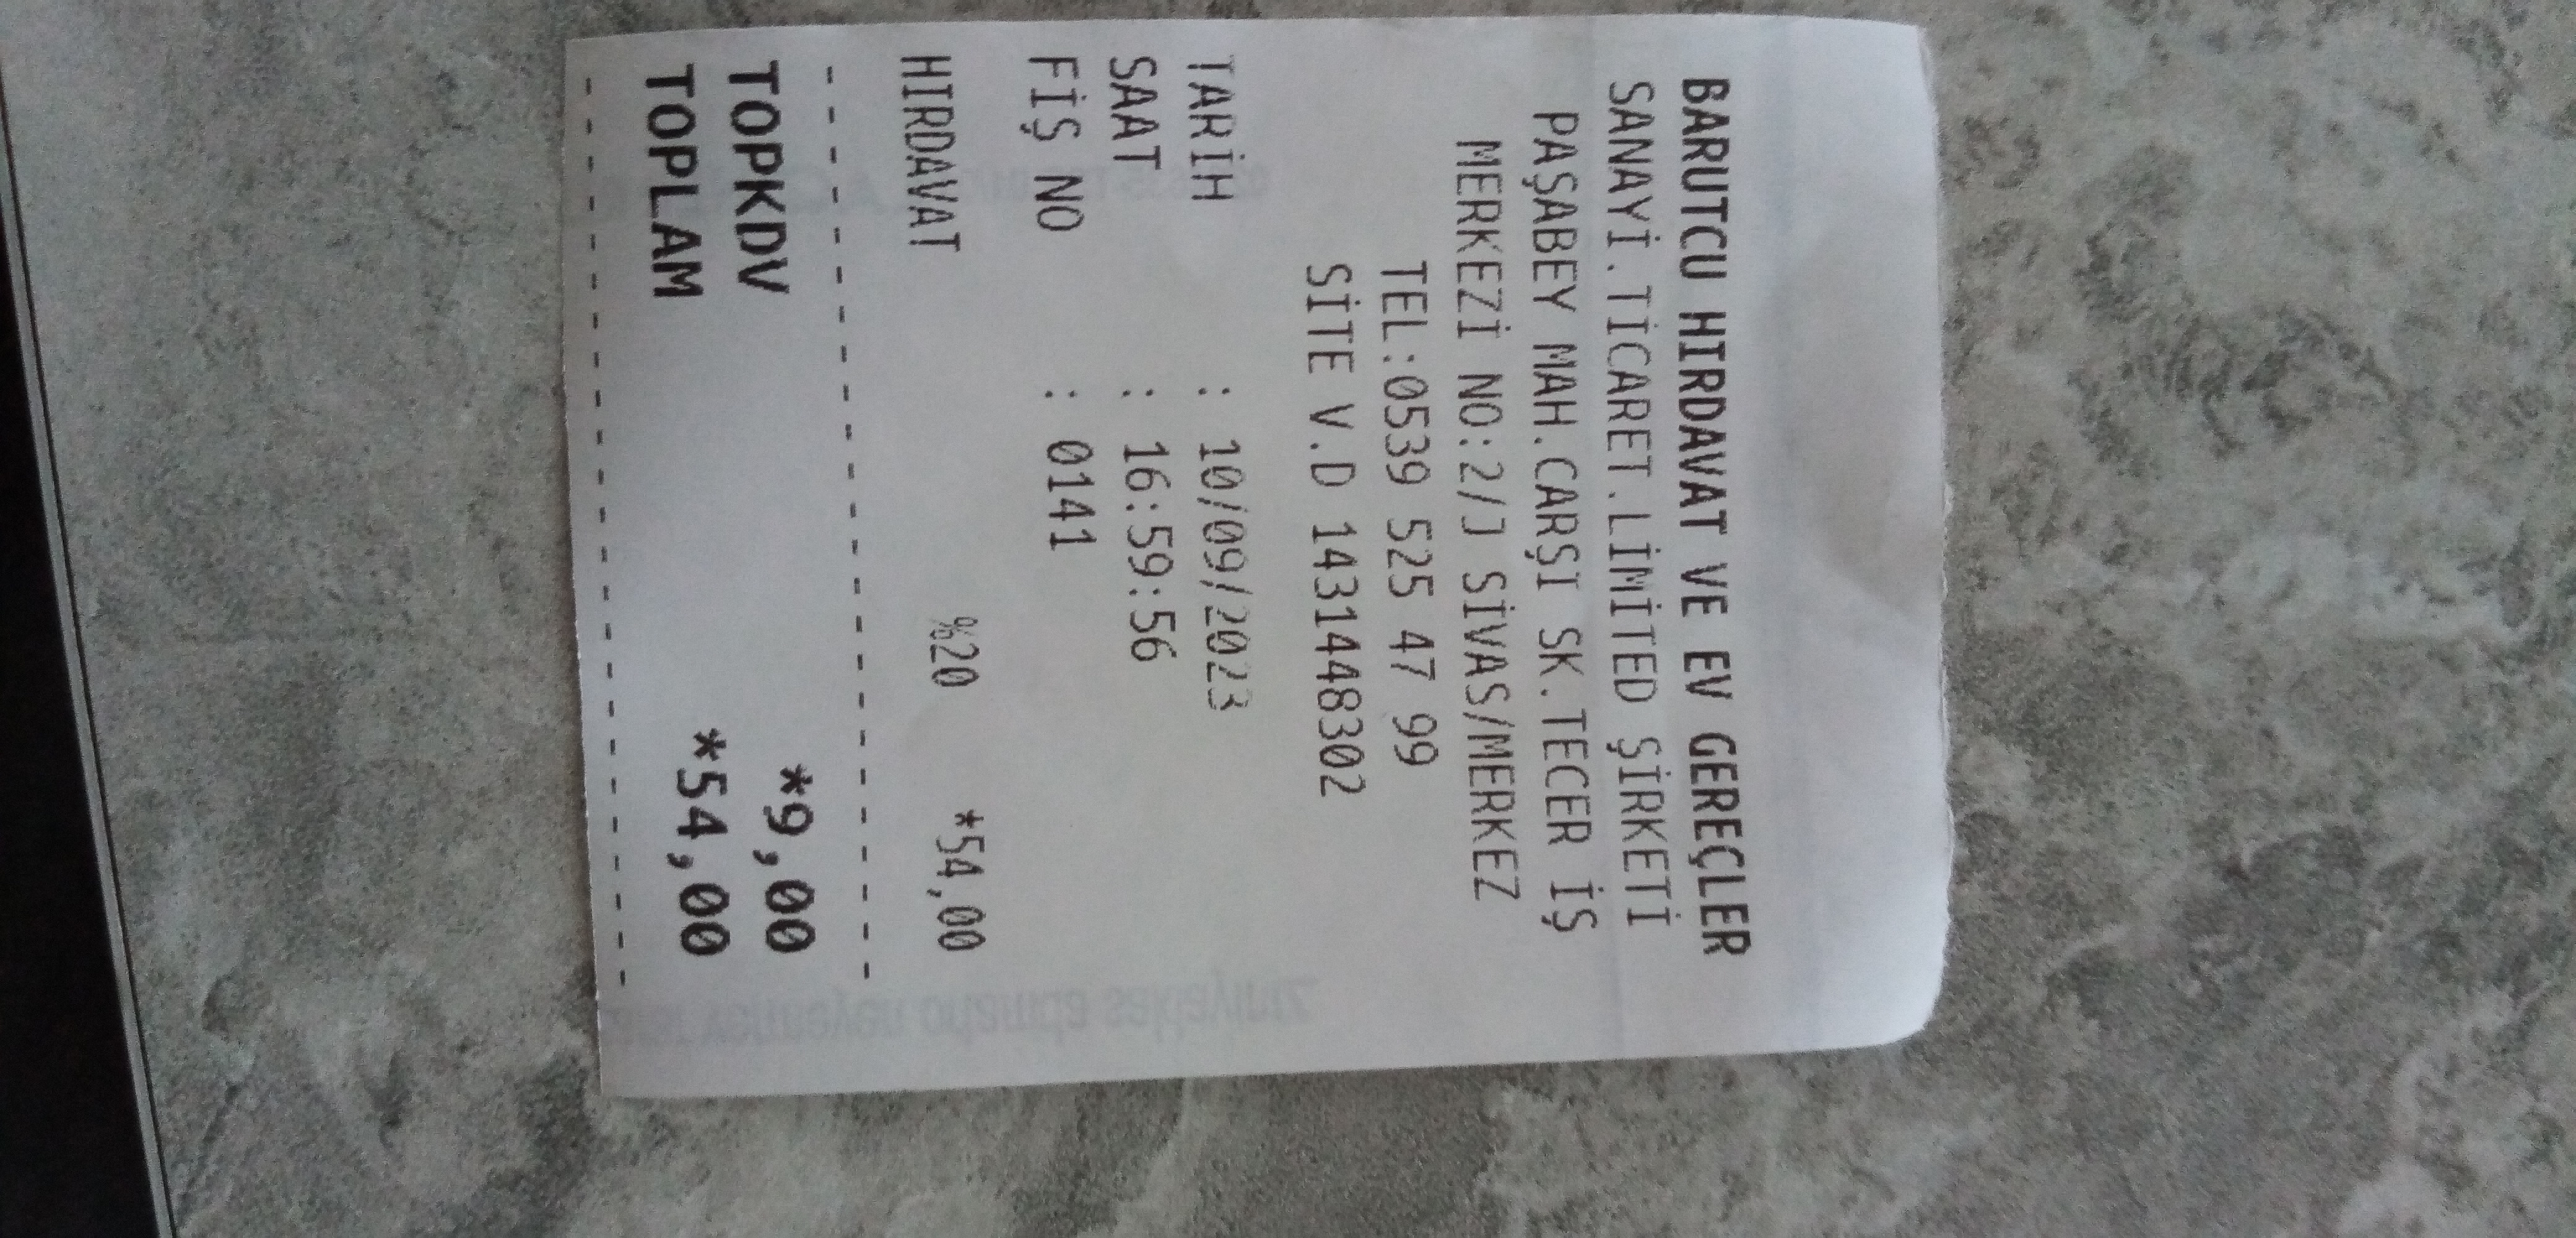 BARUTCU HIRDAVAT VE EV GEREÇLER
SANAYİ.TİCARET.LİMİTED ŞİRKETİ
PAŞABEY MAH.CARŞI SK.TECER İŞ
MERKEZİ NO:2/J SİVAS/MERKEZ
TEL:0539 525 47 99
SİTE V.D 1431448302
TARİH : 10/09/2023
SAAT : 16:59:56
FİŞ NO : 0141
HIRDAVAT %20 *54,00
TOPKDV *9,00
TOPLAM *54,00